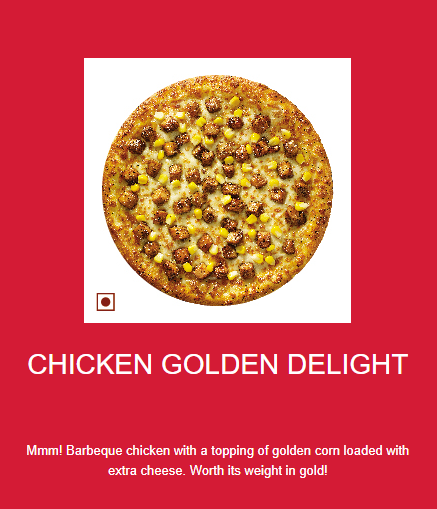 CHICKEN GOLDEN DELIGHT
Mmm! Barbeque chicken with a topping of golden corn loaded with
extra cheese. Worth its weight in gold!